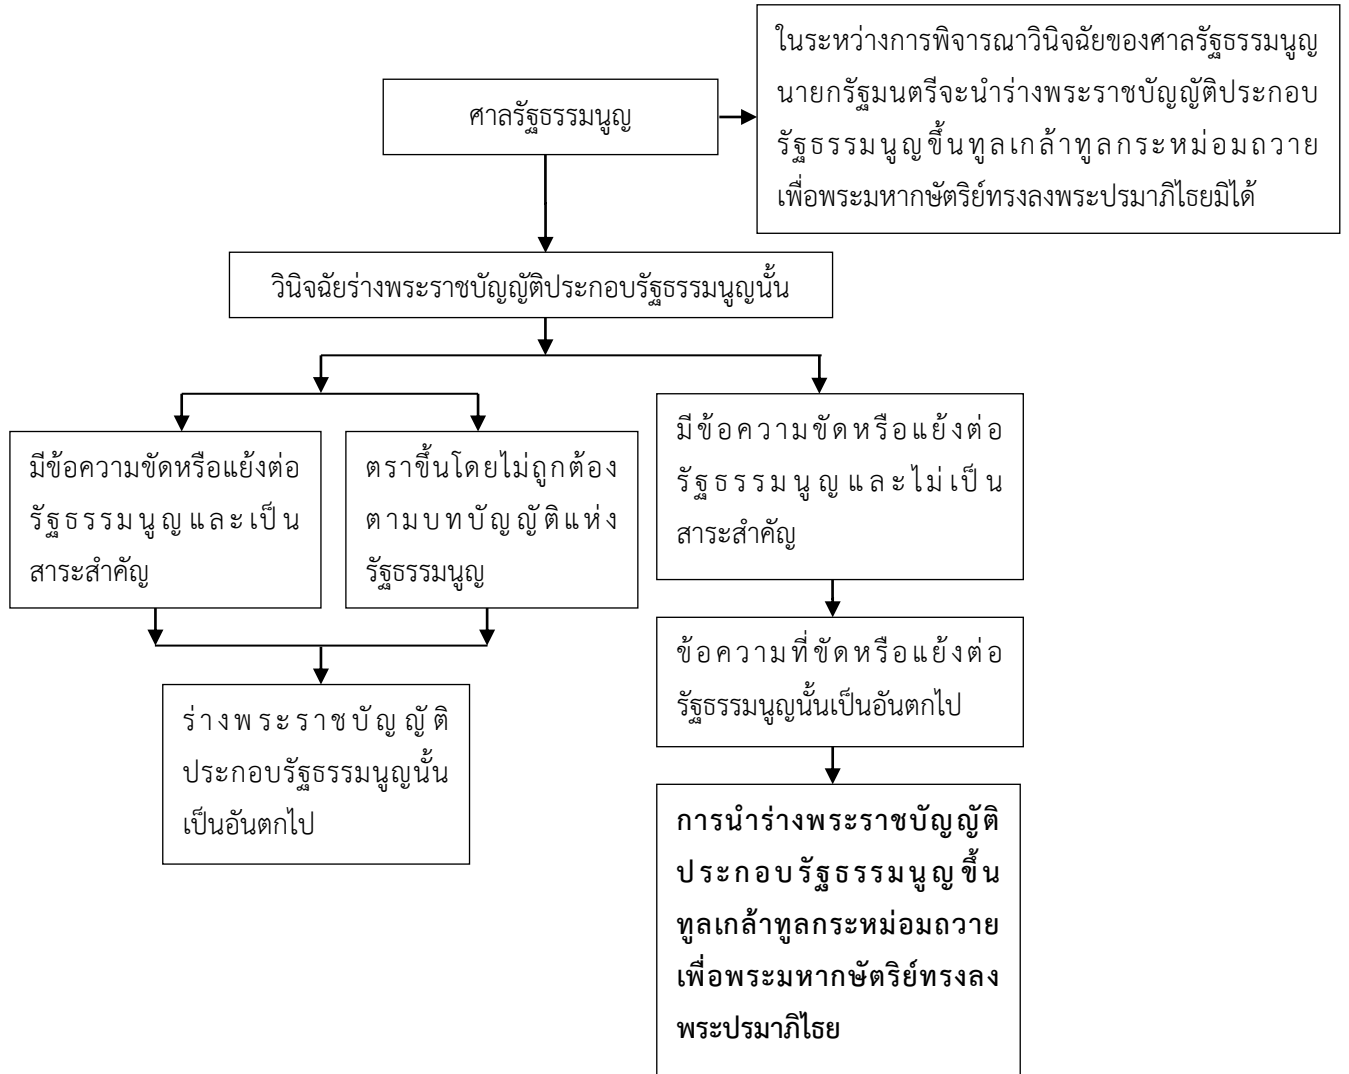 ศาลรัฐธรรมนูญ
ในระหว่างการพิจารณาวินิจฉัยของศาลรัฐธรรมนูญ
นายกรัฐมนตรีจะนำร่างพระราชบัญญัติประกอบ
รัฐธรรมนูญขึ้นทูลเกล้าทูลกระหม่อมถวาย
เพื่อพระมหากษัตริย์ทรงลงพระปรมาภิไธยมิได้
วินิจฉัยร่างพระราชบัญญัติประกอบรัฐธรรมนูญนั้น
มีข้อความขัดหรือแย้งต่อ
รัฐธรรมนูญและเป็น
สาระสำคัญ
ตราขึ้นโดยไม่ถูกต้อง
ตามบทบัญญัติแห่ง
รัฐธรรมนูญ
มีข้อความขัดหรือแย้งต่อ
รัฐธรรมนูญและไม่เป็น
สาระสำคัญ
ร่างพระราชบัญญัติ
ประกอบรัฐธรรมนูญนั้น
เป็นอันตกไป
ข้อความที่ขัดหรือแย้งต่อ
รัฐธรรมนูญนั้นเป็นอันตกไป
การนำร่างพระราชบัญญัติ
ประกอบรัฐธรรมนูญขึ้น
ทูลเกล้าทูลกระหม่อมถวาย
เพื่อพระมหากษัตริย์ทรงลง
พระปรมาภิไธย